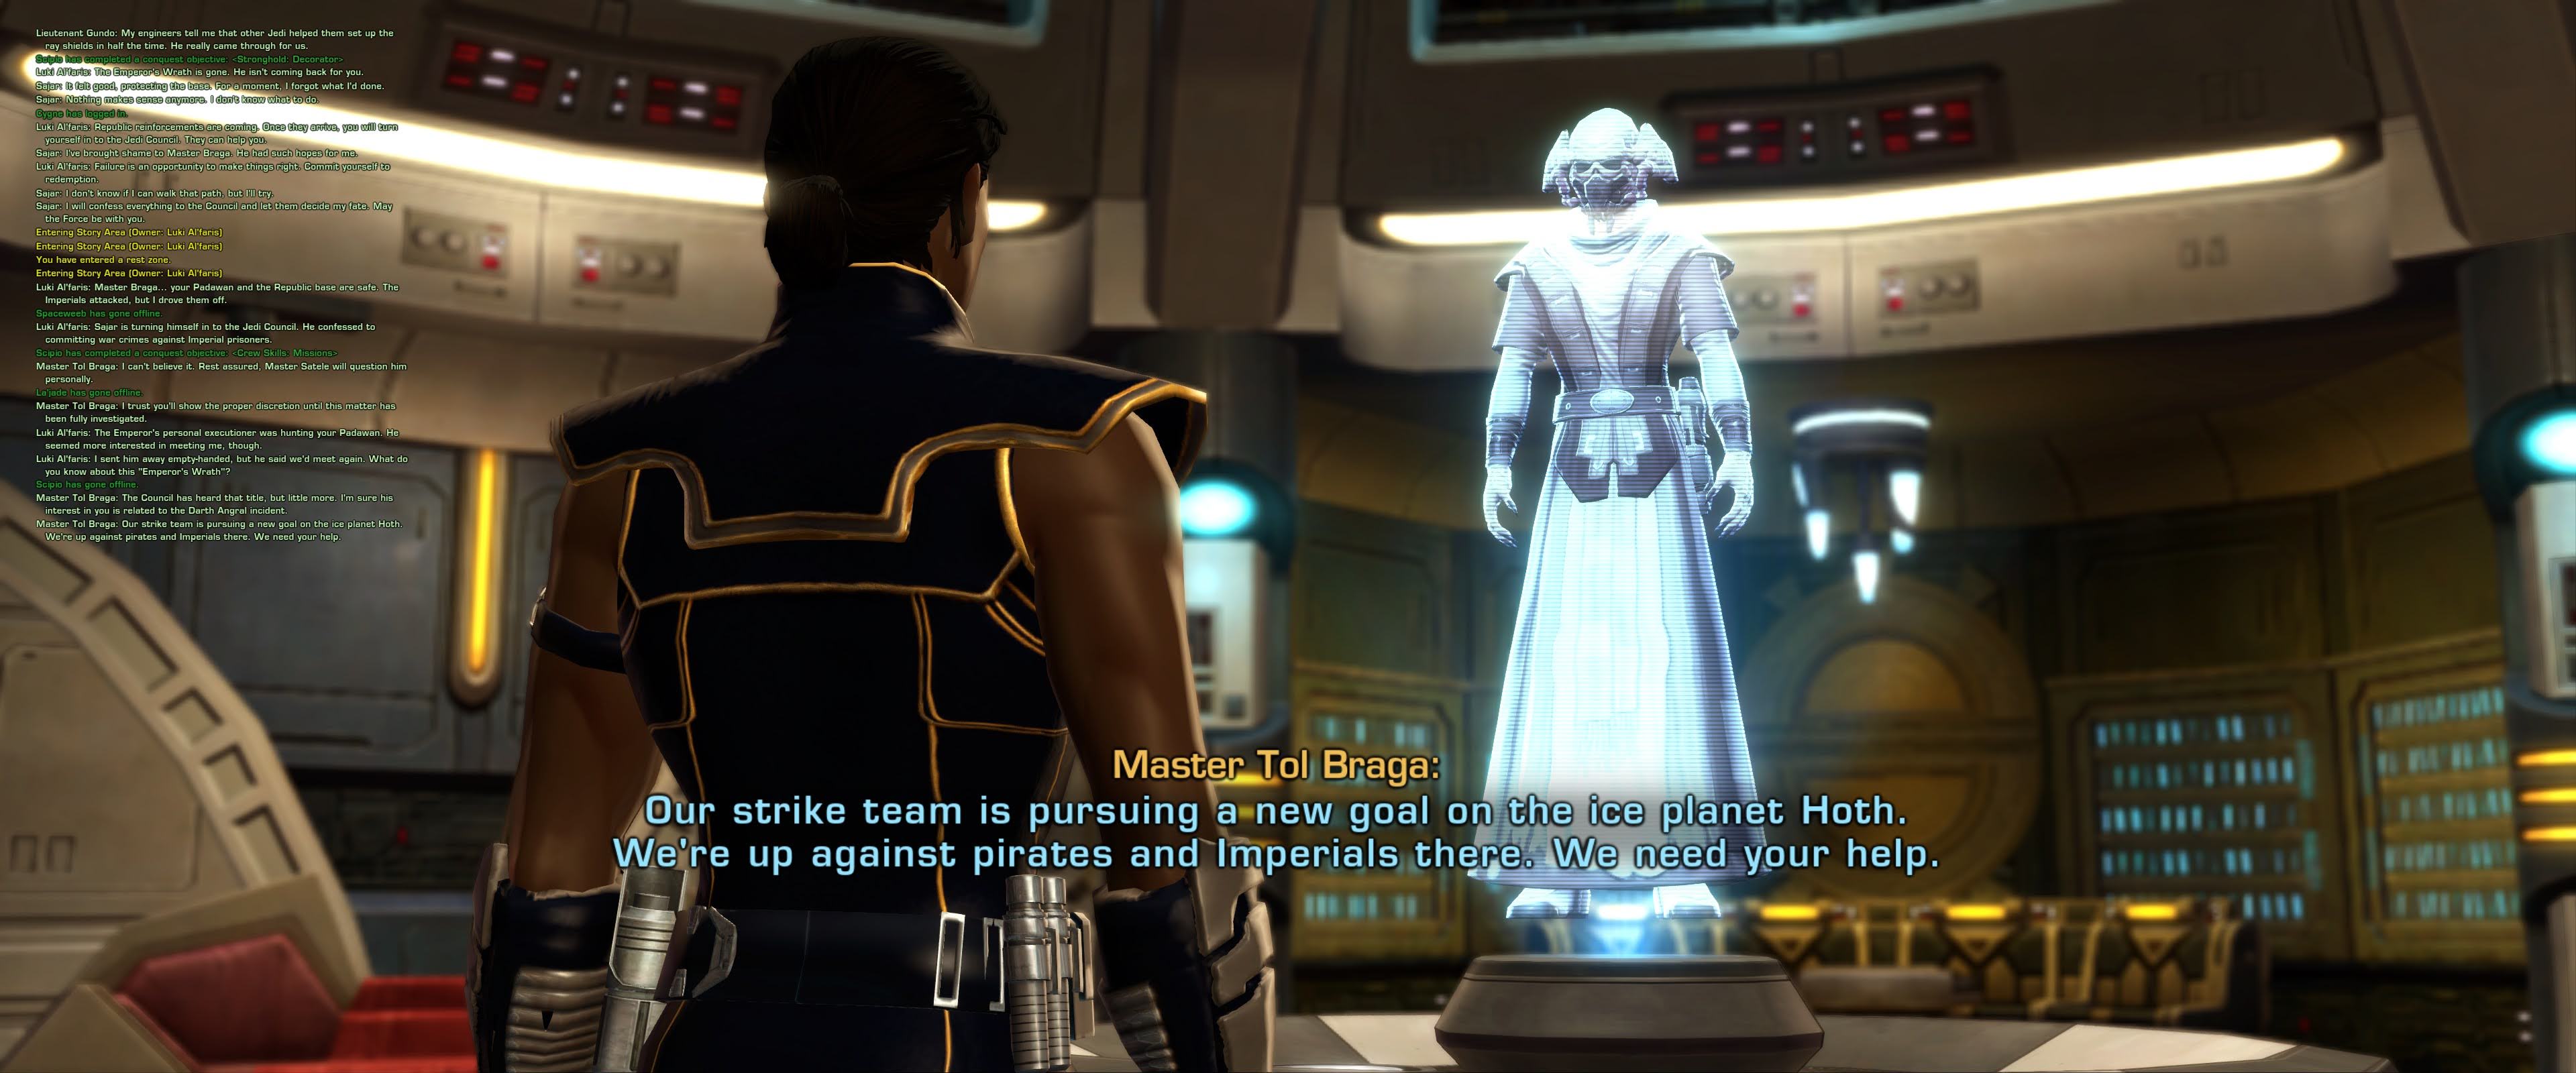 Lieutenant Gundo: My engineers tell me that other Jedi helped them set up the
ray shields in half the time. He really came through for us.
Scipio has completed a conquest objective: <Stronghold: Decorator>
Luki Al'faris: The Emperor's Wrath is gone. He isn't coming back for you.
Sajar: It felt good, protecting the base. For a moment, I forgot what I'd done.
Sajar: Nothing makes sense anymore. I don't know what to do.
Cygne has logged in.
Luki Al'faris: Republic reinforcements are coming. Once they arrive, you will turn
yourself in to the Jedi Council. They can help you.
Sajar: I've brought shame to Master Braga. He had such hopes for me.
Luki Al'faris: Failure is an opportunity to make things right. Commit yourself to
redemption.
Sajar: I don't know if I can walk that path, but I'll try.
Sajar: I will confess everything to the Council and let them decide my fate. May
the Force be with you.
Entering Story Area (Owner: Luki Al'faris)
Entering Story Area (Owner: Luki Al'faris)
You have entered a rest zone.
Entering Story Area (Owner: Luki Al'faris)
Luki Al'faris: Master Braga... your Padawan and the Republic base are safe. The
Imperials attacked, but I drove them off.
Spaceweeb has gone offline.
Luki Al'faris: Sajar is turning himself in to the Jedi Council. He confessed to
committing war crimes against Imperial prisoners.
Scipio has completed a conquest objective: <Crew Skills: Missions>
Master Tol Braga: I can't believe it. Rest assured, Master Satele will question him
personally.
La'jade has gone offline.
Master Tol Braga: I trust you'll show the proper discretion until this matter has
been fully investigated.
Luki Al'faris: The Emperor's personal executioner was hunting your Padawan. He
seemed more interested in meeting me, though.
Luki Al'faris: I sent him away empty-handed, but he said we'd meet again. What do
you know about this "Emperor's Wrath"?
Scipio has gone offline.
Master Tol Braga: The Council has heard that title, but little more. I'm sure his
interest in you is related to the Darth Angral incident.
Master Tol Braga: Our strike team is pursuing a new goal on the ice planet Hoth.
We're up against pirates and Imperials there. We need your help.
Master Tol Braga:
Our strike team is pursuing a new goal on the ice planet Hoth.
We're up against pirates and Imperials there. We need your help.